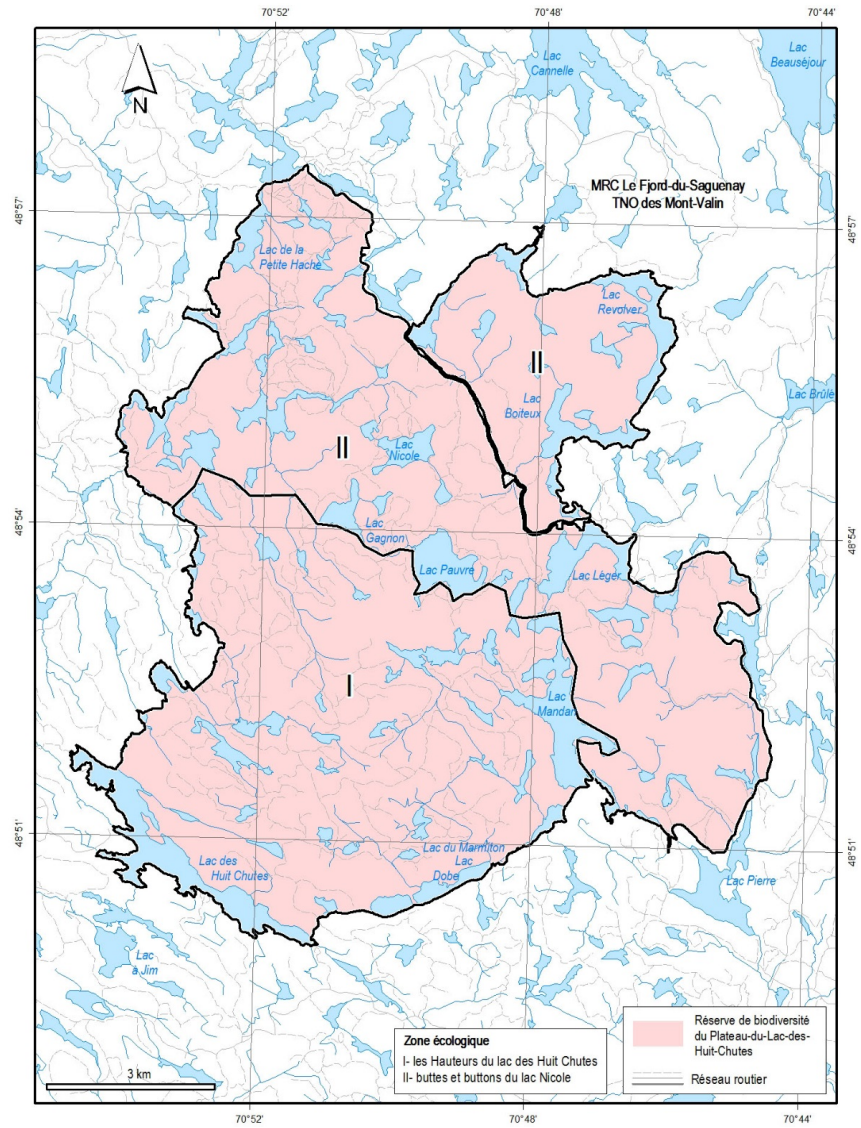 70°52'
70°48'
70°44'
Lac
Beauséjour
Lac
Cannelle
N
MRC Le Fjord-du-Saguenay
TNO des Mont-Valin
48°57'
48°57'
Lac de la
Petite Hache
Lac
Revolver
II
Lac
Boiteux
Lac Brûlé
Lac
Nicole
II
48°54'
48°54'
Lac
Gagnon
Lac Pauvre
Lac Léger
I
Lac
Mandar
48°51'
48°51'
Lac des
Huit Chutes
Lac du Marmiton
Lac
Dobe
Lac Pierre
Lac
à Jim
Zone écologique
I- les Hauteurs du lac des Huit Chutes
II- buttes et buttons du lac Nicole
Réserve de biodiversité
du Plateau-du-Lac-des-
Huit-Chutes
Réseau routier
3 km
70°52'
70°48'
70°44'